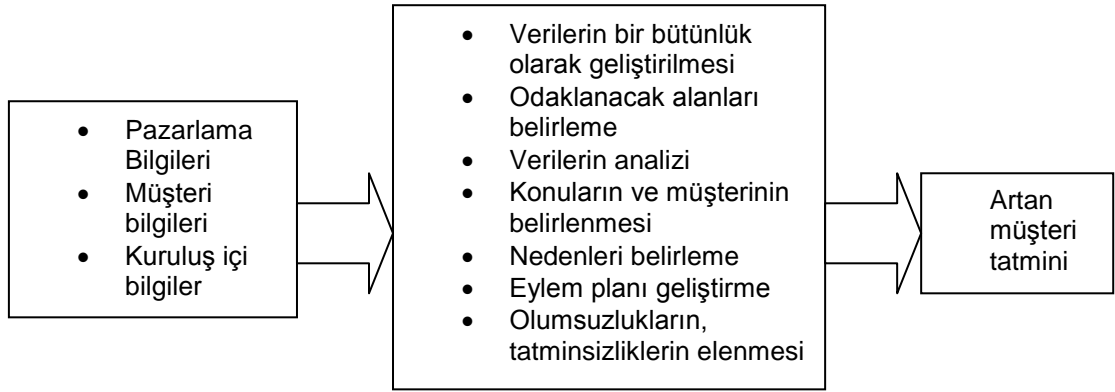 • Pazarlama
Bilgileri
• Müşteri
bilgileri
• Kuruluş içi
bilgiler
• Verilerin bir bütünlük
olarak geliştirilmesi
• Odaklanacak alanları
belirleme
• Verilerin analizi
• Konuların ve müşterinin
belirlenmesi
• Nedenleri belirleme
• Eylem planı geliştirme
• Olumsuzlukların,
tatminsizliklerin elenmesi
Artan
müşteri
tatmini